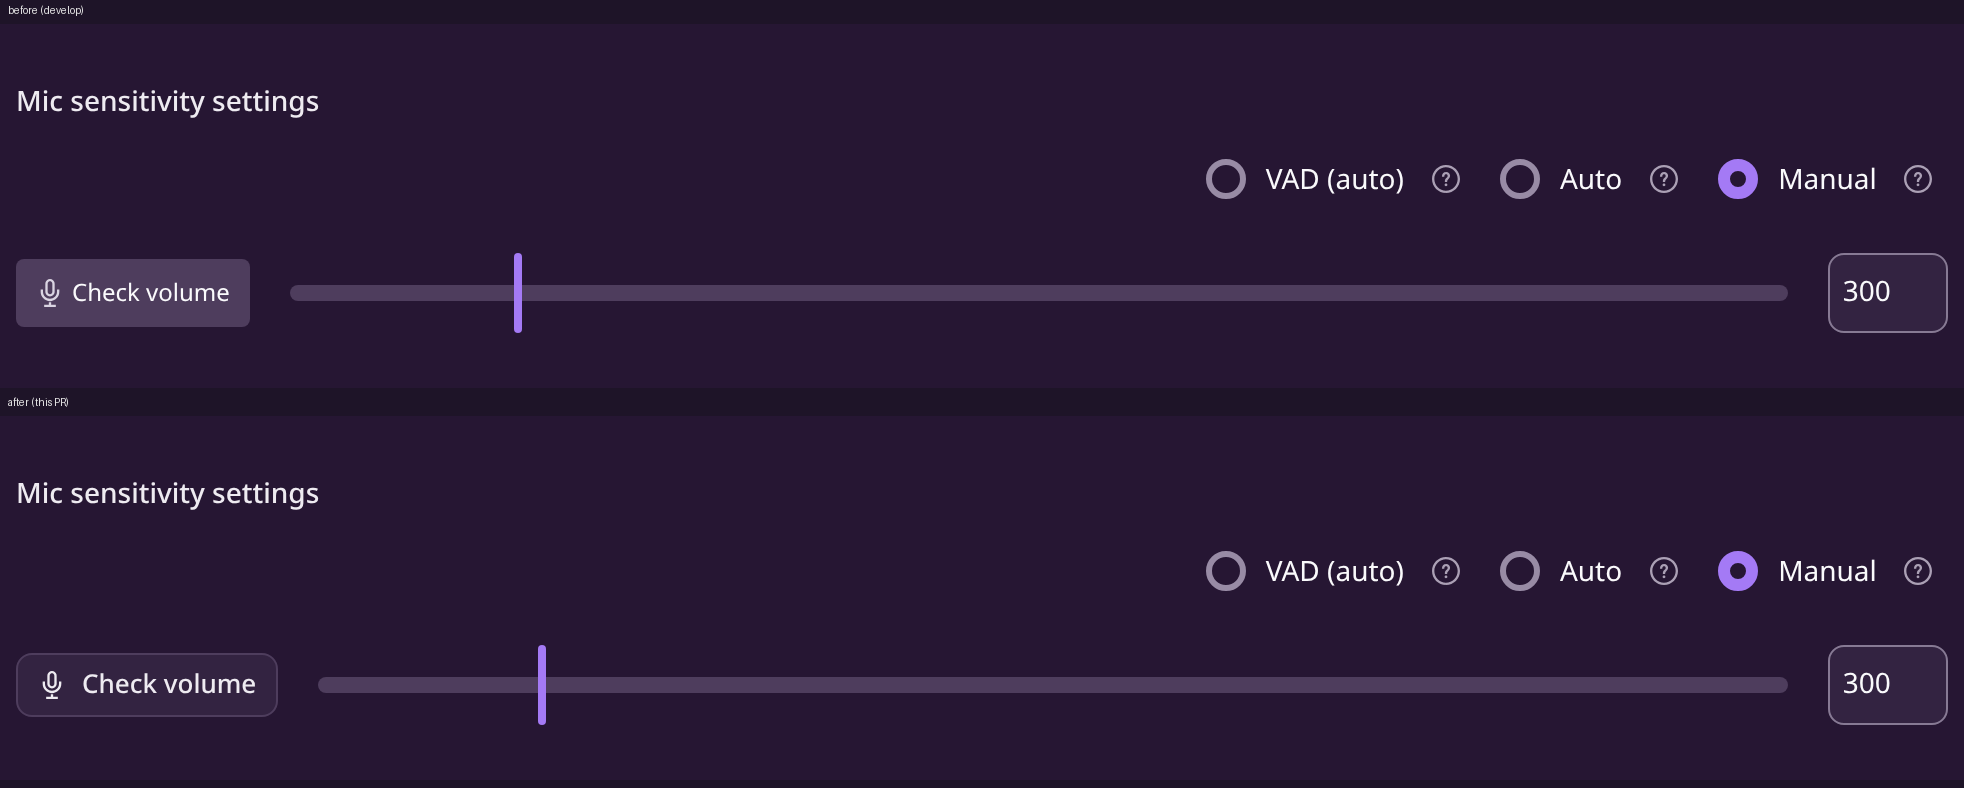 before (develop)
Mic sensitivity settings
VAD (auto) ? Auto ? Manual ?
Check volume 300
after (this PR)
Mic sensitivity settings
VAD (auto) ? Auto ? Manual ?
Check volume 300